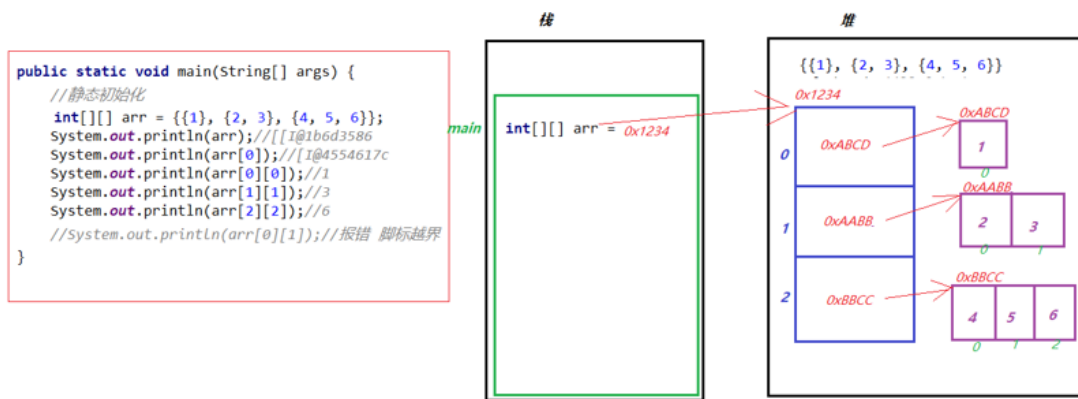 栈
堆
public static void main(String[] args) {
//静态初始化
int[][] arr = {{1}, {2, 3}, {4, 5, 6}};
System.out.println(arr);//[[I@1b6d3586
System.out.println(arr[0]);//[I@4554617c
System.out.println(arr[0][0]);//1
System.out.println(arr[1][1]);//3
System.out.println(arr[2][2]);//6
//System.out.println(arr[0][1]);//报错 脚标越界
}
main
int[][] arr = 0x1234
{{1}, {2, 3}, {4, 5, 6}}
0x1234
0
0xABCD
1
0xAABB
2
0xBBCC
0xABCD
1
0
0xAABB
2 3
0 1
0xBBCC
4 5 6
0 1 2